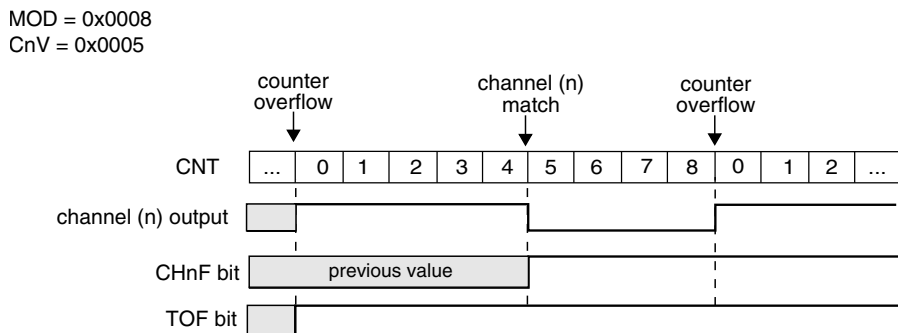 MOD = 0x0008
CnV = 0x0005
counter overflow
channel (n) match
counter overflow
CNT ... 0 1 2 3 4 5 6 7 8 0 1 2 ...
channel (n) output
CHnF bit previous value
TOF bit